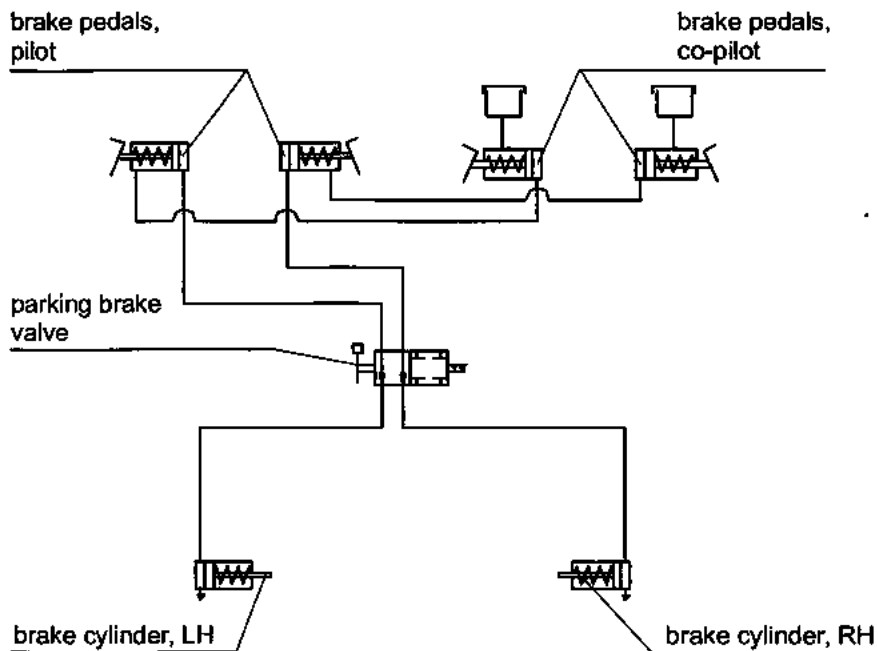 brake pedals,
pilot
brake pedals,
co-pilot
parking brake
valve
brake cylinder, LH
brake cylinder, RH